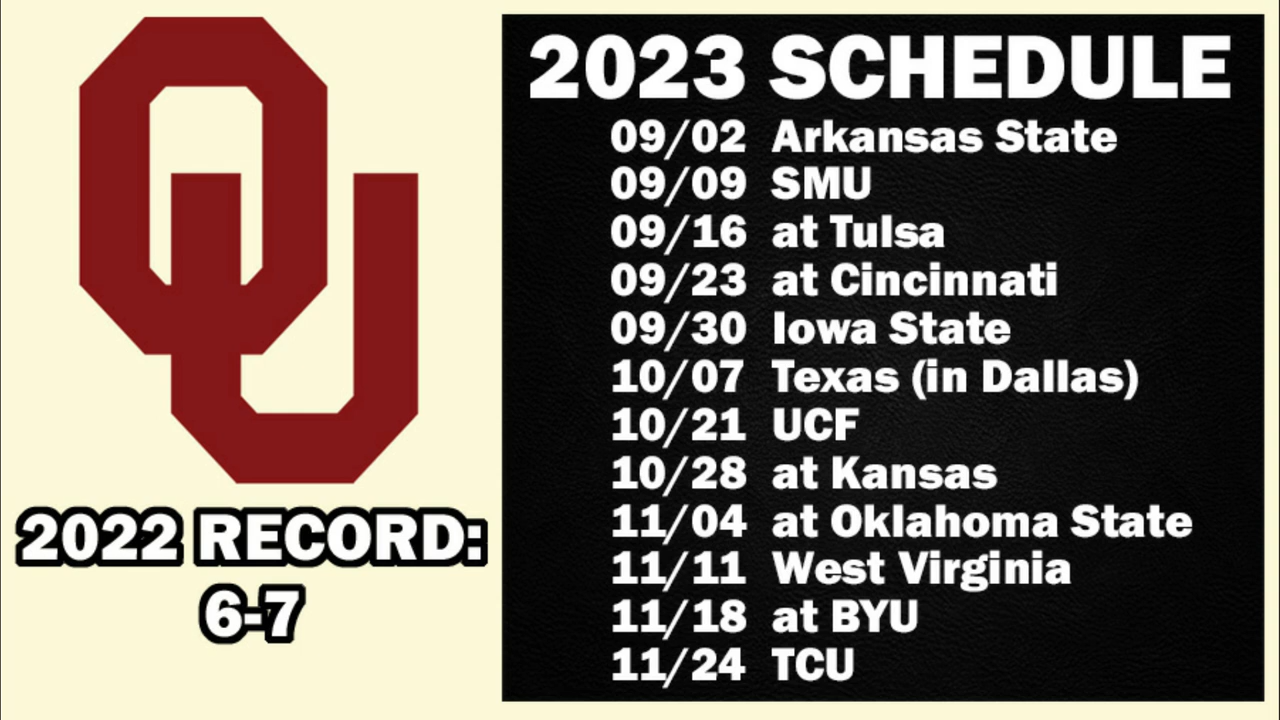 OU
2022 RECORD:
6-7
2023 SCHEDULE
09/02 Arkansas State
09/09 SMU
09/16 at Tulsa
09/23 at Cincinnati
09/30 Iowa State
10/07 Texas (in Dallas)
10/21 UCF
10/28 at Kansas
11/04 at Oklahoma State
11/11 West Virginia
11/18 at BYU
11/24 TCU